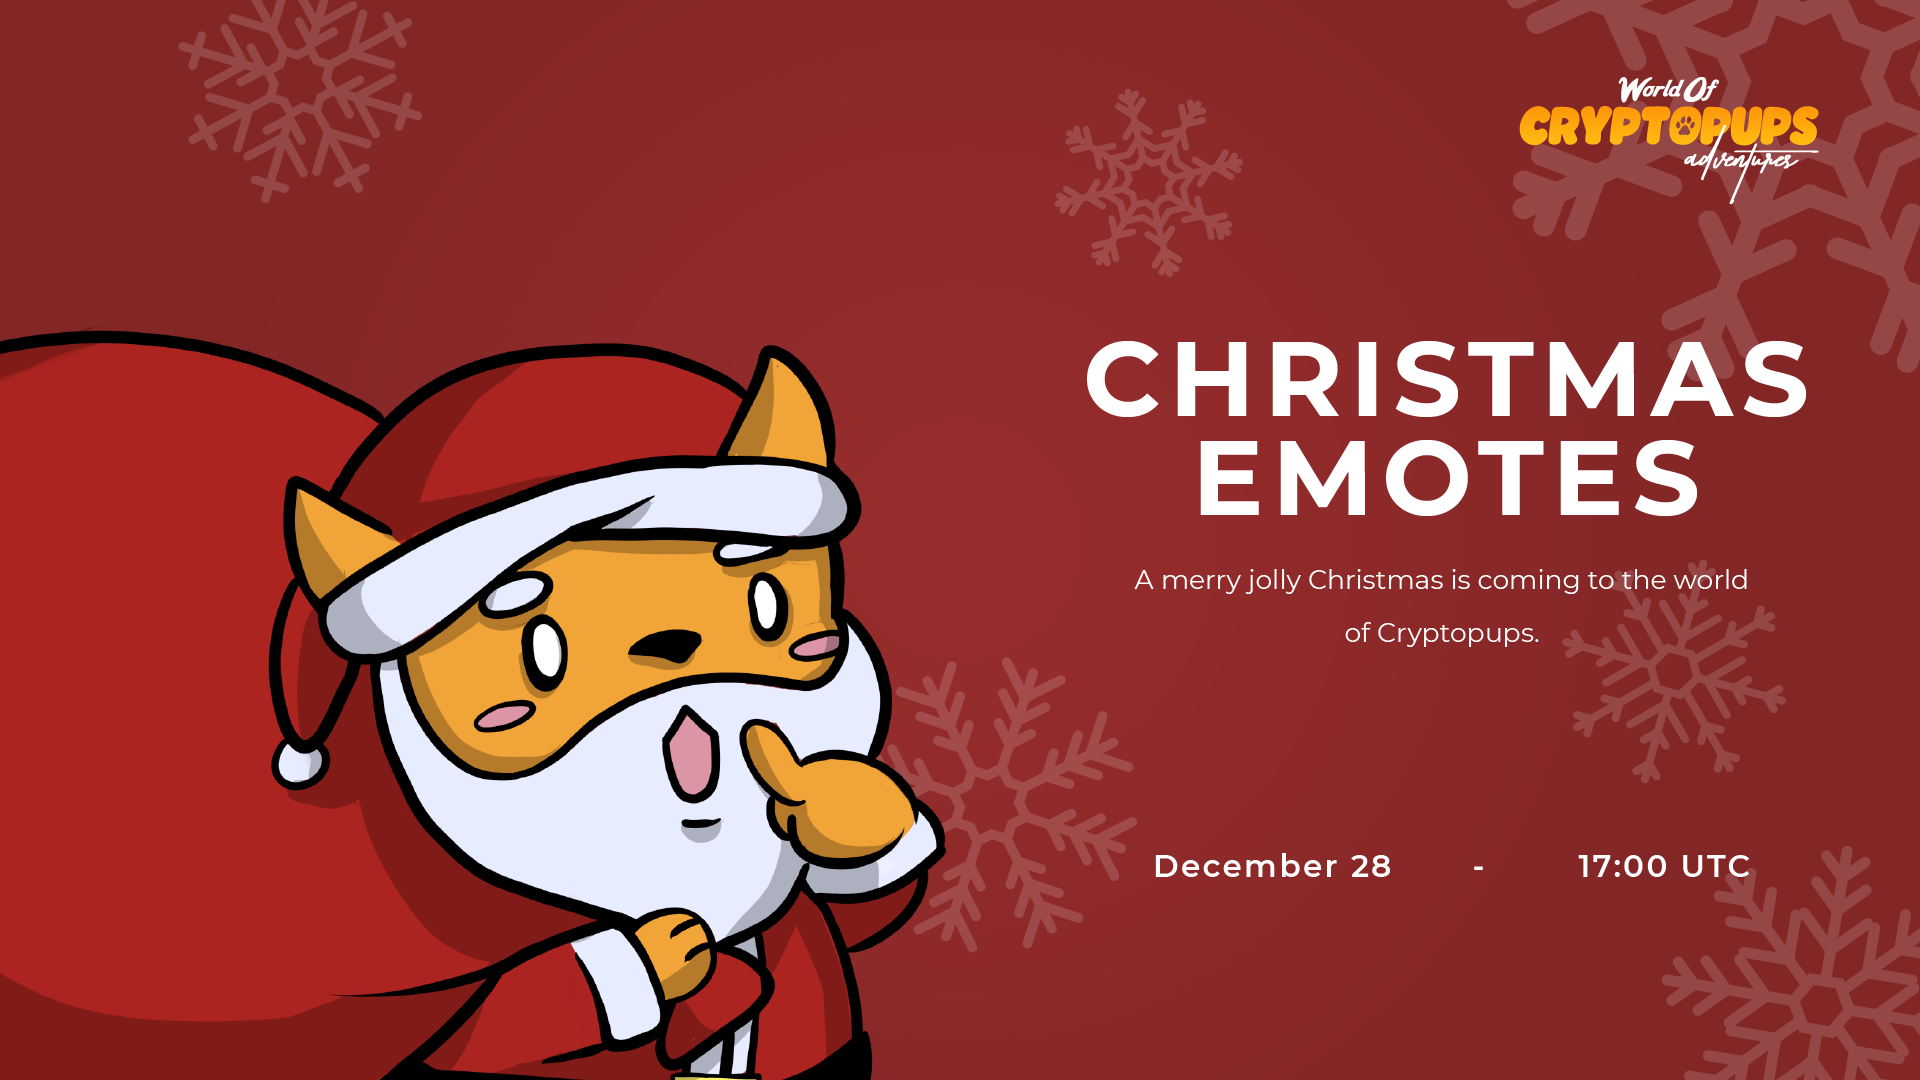 World Of
CRYPTOPUPS
adventures
CHRISTMAS
EMOTES
A merry jolly Christmas is coming to the world
of Cryptopups.
December 28 - 17:00 UTC